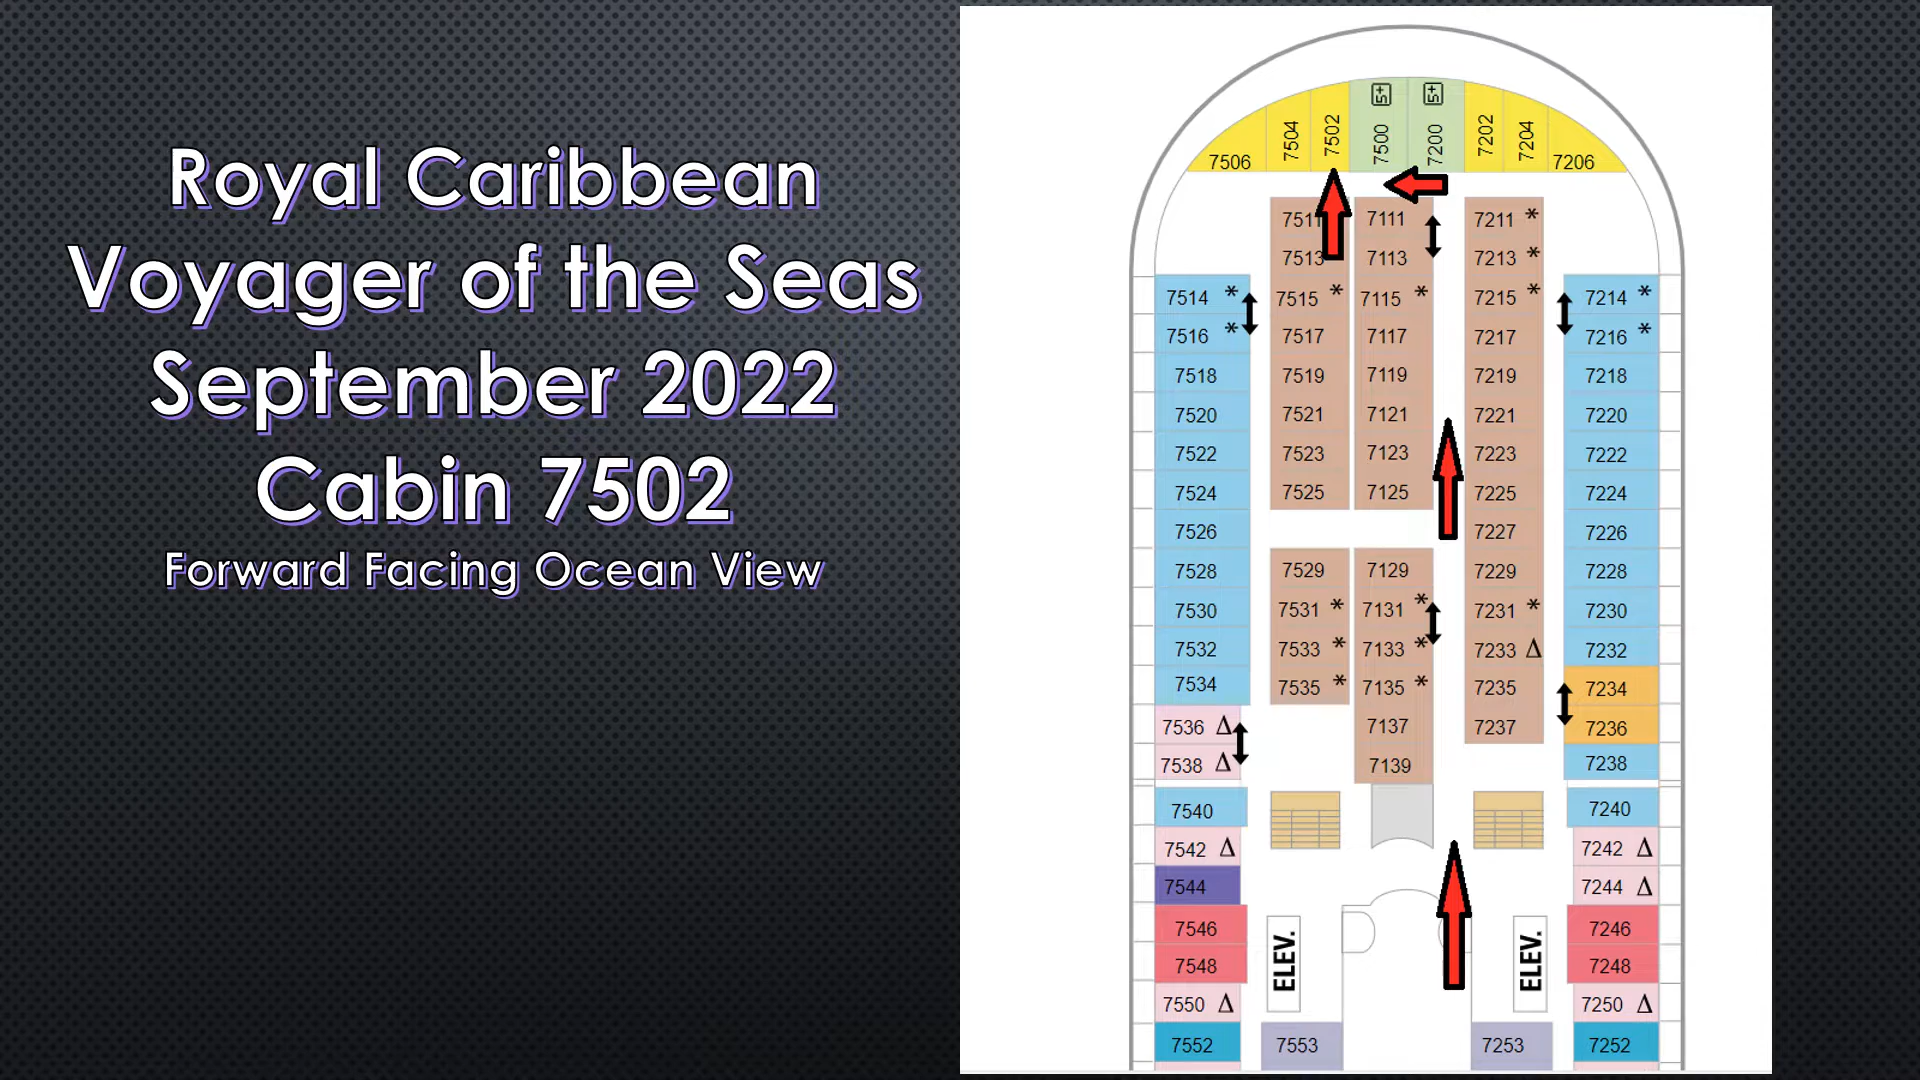 Royal Caribbean
Voyager of the Seas
September 2022
Cabin 7502
Forward Facing Ocean View
5+ 5+
7506 7504 7502 7500 7200 7202 7204 7206
7511 7111 7211 *
7513 7113 7213 *
7514 * 7515 * 7115 * 7215 * 7214 *
7516 * 7517 7117 7217 7216 *
7518 7519 7119 7219 7218
7520 7521 7121 7221 7220
7522 7523 7123 7223 7222
7524 7525 7125 7225 7224
7526 7227 7226
7528 7529 7129 7229 7228
7530 7531 * 7131 * 7231 * 7230
7532 7533 * 7133 * 7233 Δ 7232
7534 7535 * 7135 * 7235 7234
7536 Δ 7137 7237 7236
7538 Δ 7139 7238
7540 7240
7542 Δ 7242 Δ
7544 7244 Δ
7546 7246
ELEV. ELEV.
7548 7248
7550 Δ 7250 Δ
7552 7553 7253 7252